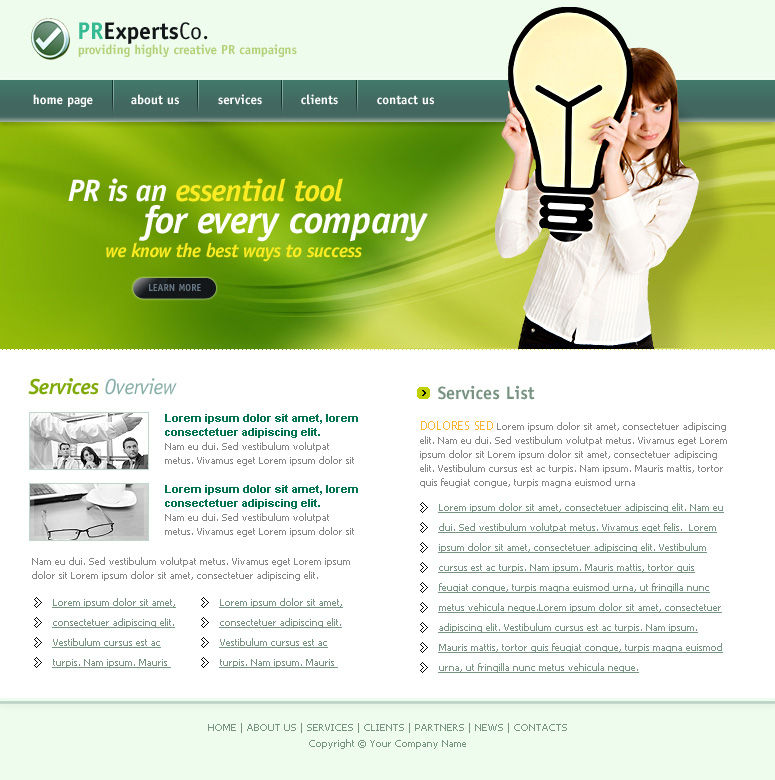 PRExpertsCo.
providing highly creative PR campaigns
home page
about us
services
clients
contact us
PR is an essential tool
for every company
we know the best ways to success
LEARN MORE
Services Overview
Lorem ipsum dolor sit amet, lorem
consectetuer adipiscing elit.
Nam eu dui. Sed vestibulum volutpat
metus. Vivamus eget Lorem ipsum dolor sit
Lorem ipsum dolor sit amet, lorem
consectetuer adipiscing elit.
Nam eu dui. Sed vestibulum volutpat
metus. Vivamus eget Lorem ipsum dolor sit
Nam eu dui. Sed vestibulum volutpat metus. Vivamus eget Lorem ipsum
dolor sit Lorem ipsum dolor sit amet, consectetuer adipiscing elit.
Lorem ipsum dolor sit amet,
consectetuer adipiscing elit.
Vestibulum cursus est ac
turpis. Nam ipsum. Mauris
Lorem ipsum dolor sit amet,
consectetuer adipiscing elit.
Vestibulum cursus est ac
turpis. Nam ipsum. Mauris
Services List
DOLORES SED Lorem ipsum dolor sit amet, consectetuer adipiscing
elit. Nam eu dui. Sed vestibulum volutpat metus. Vivamus eget Lorem
ipsum dolor sit Lorem ipsum dolor sit amet, consectetuer adipiscing
elit. Vestibulum cursus est ac turpis. Nam ipsum. Mauris mattis, tortor
quis feugiat congue, turpis magna euismod urna
Lorem ipsum dolor sit amet, consectetuer adipiscing elit. Nam eu
dui. Sed vestibulum volutpat metus. Vivamus eget felis. Lorem
ipsum dolor sit amet, consectetuer adipiscing elit. Vestibulum
cursus est ac turpis. Nam ipsum. Mauris mattis, tortor quis
feugiat congue, turpis magna euismod urna, ut fringilla nunc
metus vehicula neque.Lorem ipsum dolor sit amet, consectetuer
adipiscing elit. Vestibulum cursus est ac turpis. Nam ipsum.
Mauris mattis, tortor quis feugiat congue, turpis magna euismod
urna, ut fringilla nunc metus vehicula neque.
HOME | ABOUT US | SERVICES | CLIENTS | PARTNERS | NEWS | CONTACTS
Copyright © Your Company Name